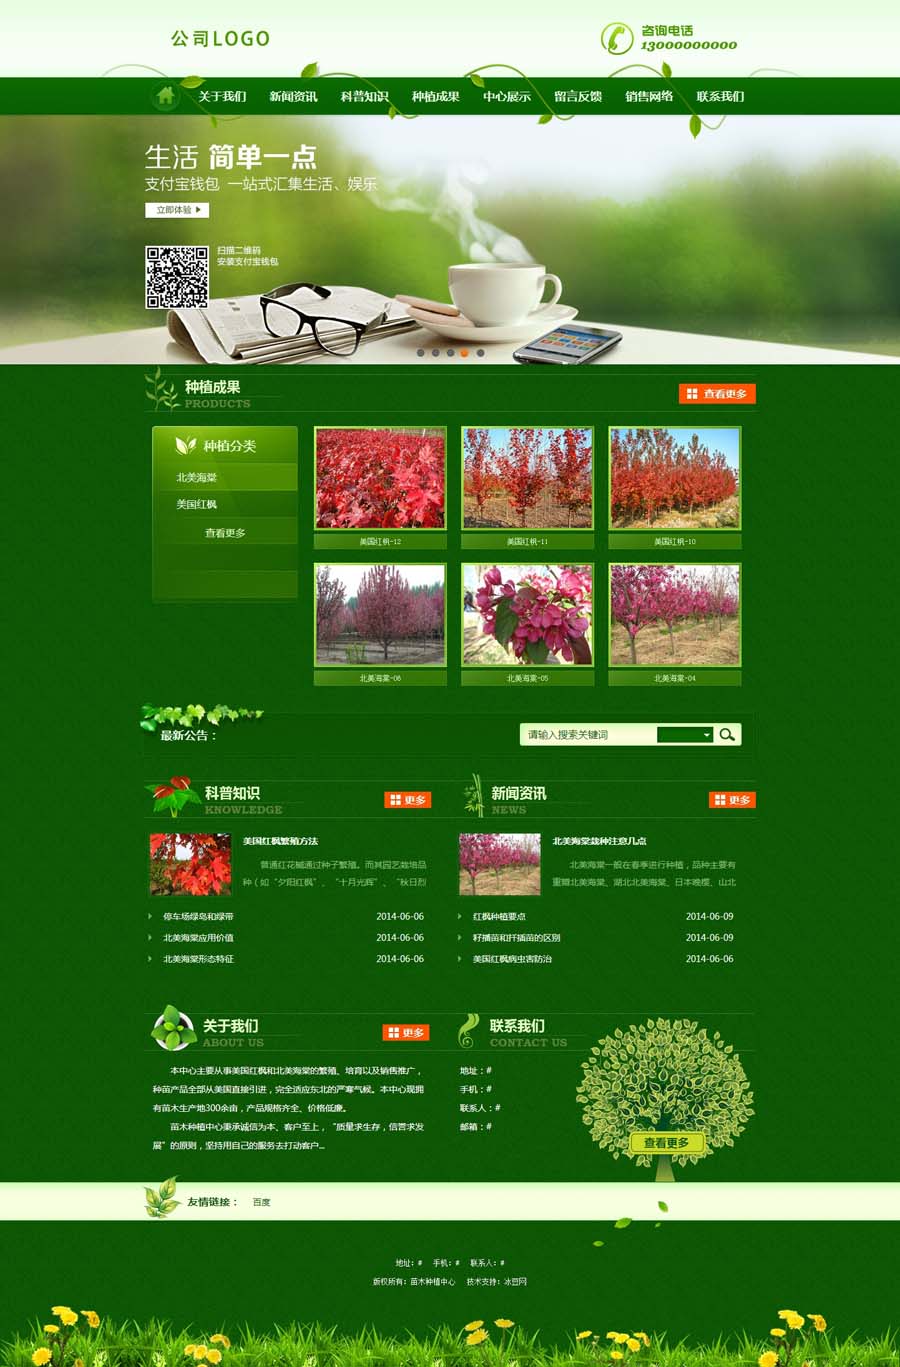 公司LOGO
咨询电话
13000000000
关于我们 新闻资讯 科普知识 种植成果 中心展示 留言反馈 销售网络 联系我们
生活 简单一点
支付宝钱包 一站式汇集生活、娱乐
立即体验
扫描二维码
安装支付宝钱包
种植成果
PRODUCTS
查看更多
种植分类
北美海棠
美国红枫
查看更多
美国红枫-12
美国红枫-11
美国红枫-10
北美海棠-06
北美海棠-05
北美海棠-04
最新公告：
请输入搜索关键词
科普知识
KNOWLEDGE
更多
美国红枫繁殖方法
普通红花槭通过种子繁殖。而其园艺栽培品
种（如“夕阳红枫”、“十月光辉”、“秋日烈
停车场绿岛和绿带 2014-06-06
北美海棠应用价值 2014-06-06
北美海棠形态特征 2014-06-06
新闻资讯
NEWS
更多
北美海棠栽种注意几点
北美海棠一般在春季进行种植，品种主要有
重瓣北美海棠、湖北北美海棠、日本晚樱、山北
红枫种植要点 2014-06-09
籽播苗和扦插苗的区别 2014-06-09
美国红枫病虫害防治 2014-06-06
关于我们
ABOUT US
更多
本中心主要从事美国红枫和北美海棠的繁殖、培育以及销售推广，
种苗产品全部从美国直接引进，完全适应东北的严寒气候。本中心现拥
有苗木生产地300余亩，产品规格齐全、价格低廉。
苗木种植中心秉承诚信为本、客户至上，“质量求生存，信誉求发
展”的原则，坚持用自己的服务去打动客户...
联系我们
CONTACT US
地址：#
手机：#
联系人：#
邮箱：#
查看更多
友情链接： 百度
地址：# 手机：# 联系人：#
版权所有：苗木种植中心 技术支持：冰豆网